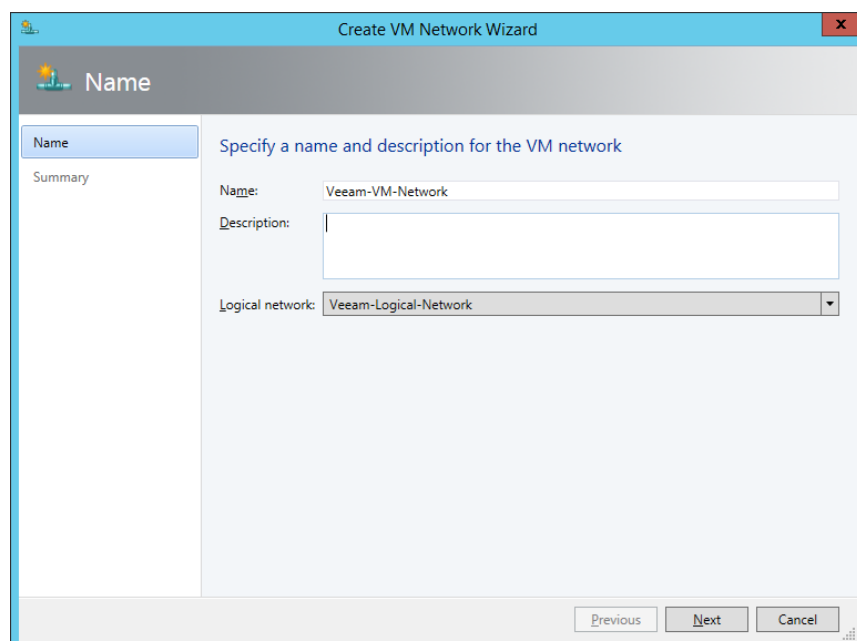 Create VM Network Wizard
x
Name
Name
Summary
Specify a name and description for the VM network
Name: Veeam-VM-Network
Description:
Logical network: Veeam-Logical-Network
Previous Next Cancel